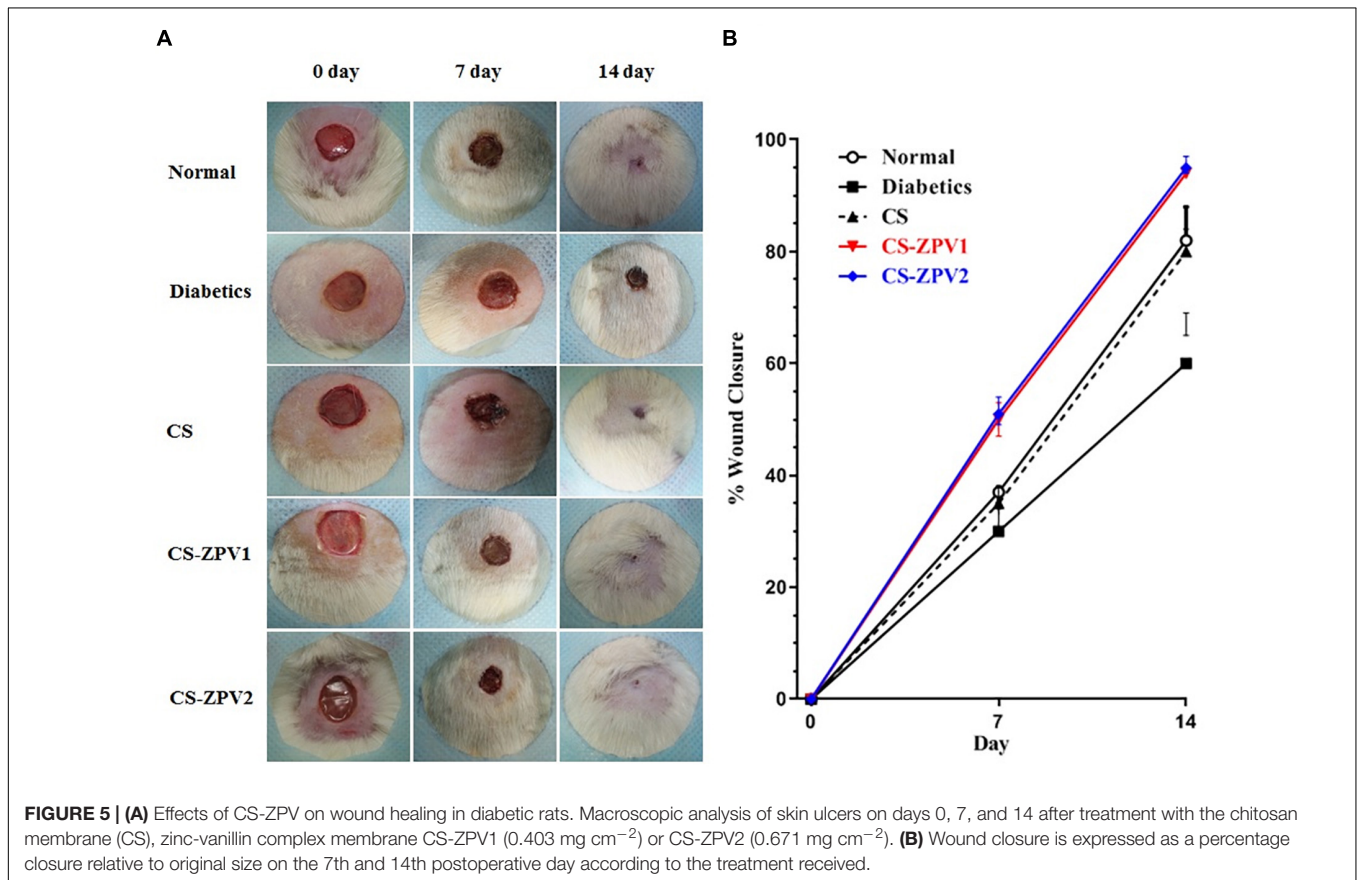 A
B
0 day 7 day 14 day
Normal
Diabetics
CS
CS-ZPV1
CS-ZPV2
100
80
60
40
20
0
% Wound Closure
Normal
Diabetics
CS
CS-ZPV1
CS-ZPV2
0 7 14
Day
FIGURE 5 | (A) Effects of CS-ZPV on wound healing in diabetic rats. Macroscopic analysis of skin ulcers on days 0, 7, and 14 after treatment with the chitosan
membrane (CS), zinc-vanillin complex membrane CS-ZPV1 (0.403 mg cm−2) or CS-ZPV2 (0.671 mg cm−2). (B) Wound closure is expressed as a percentage
closure relative to original size on the 7th and 14th postoperative day according to the treatment received.